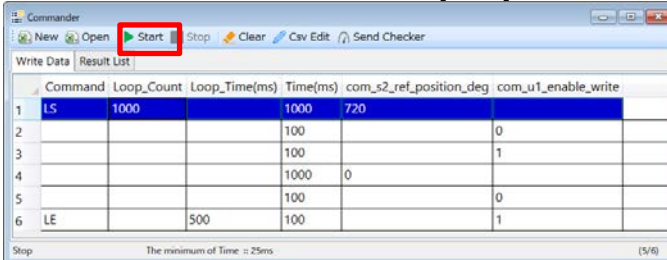 Commander
New Open Start Stop Clear Csv Edit Send Checker
Write Data Result List
Command Loop_Count Loop_Time(ms) Time(ms) com_s2_ref_position_deg com_u1_enable_write
1 LS 1000 1000 720
2 100 0
3 100 1
4 1000 0
5 100 0
6 LE 500 100 1
Stop The minimum of Time :: 25ms (5/6)